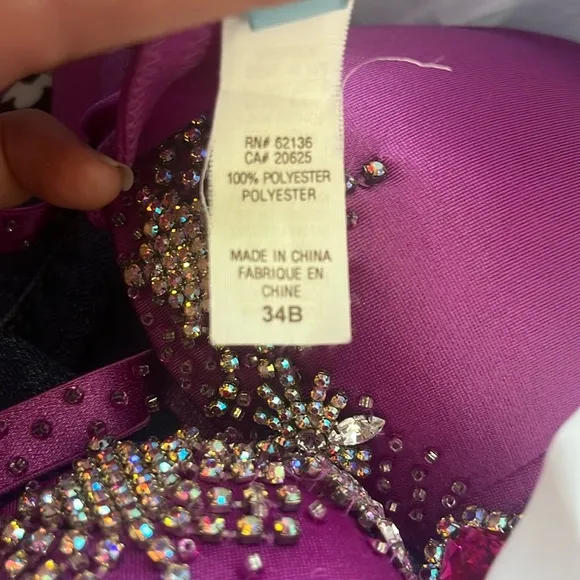 RN# 62136
CA# 20625
100% POLYESTER
POLYESTER
MADE IN CHINA
FABRIQUE EN
CHINE
34B